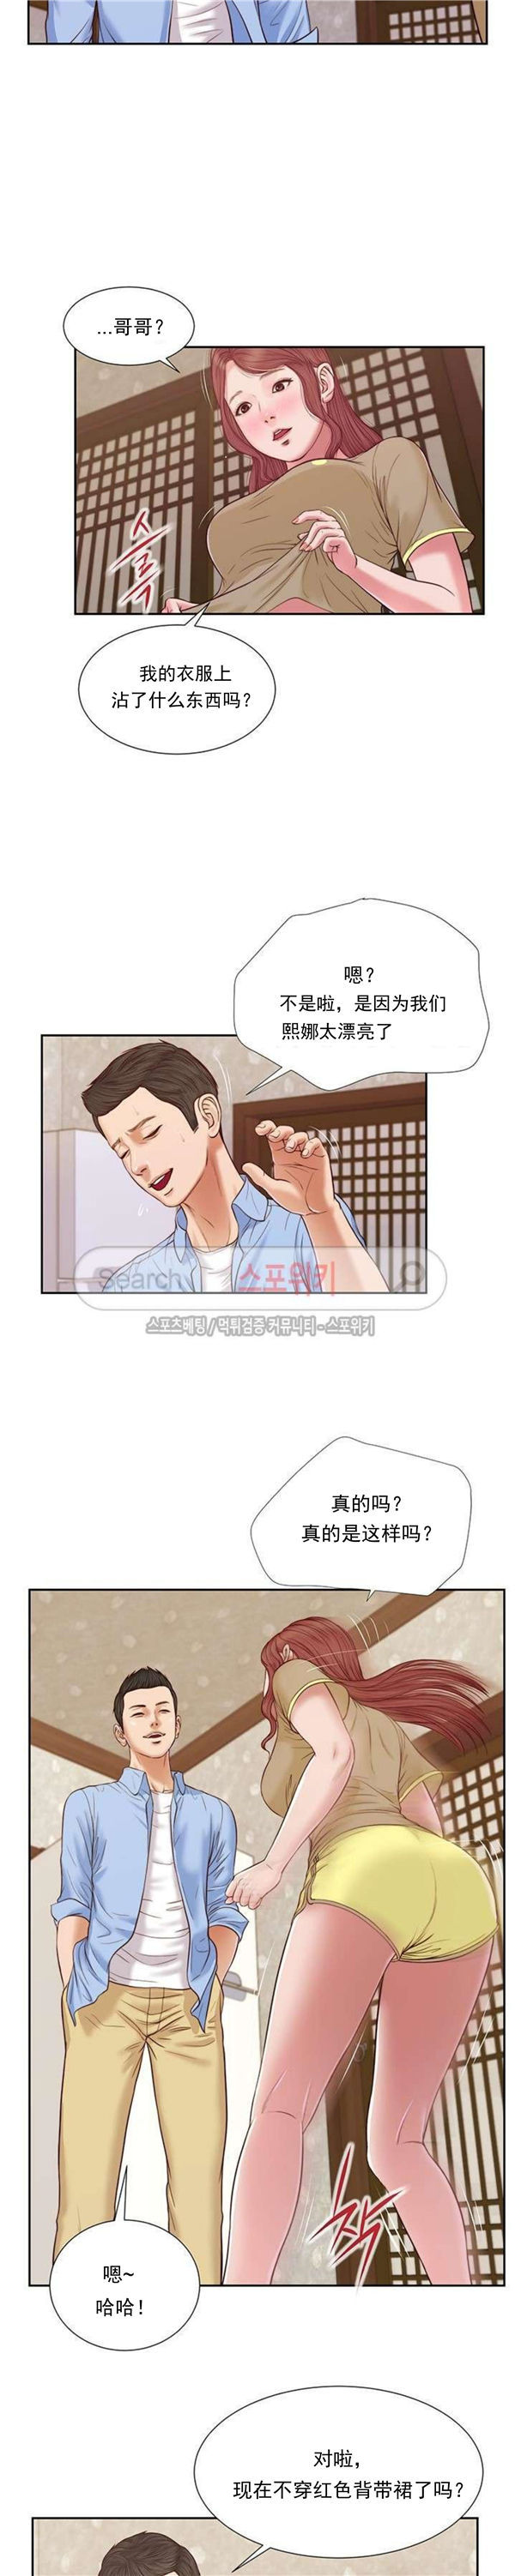 ...哥哥？
스윽
我的衣服上
沾了什么东西吗？
嗯？
不是啦，是因为我们
熙娜太漂亮了
Search 스포위키
스포츠베팅 / 먹튀검증 커뮤니티 - 스포위키
真的吗？
真的是这样吗？
척
嗯~
哈哈！
对啦，
现在不穿红色背带裙了吗？